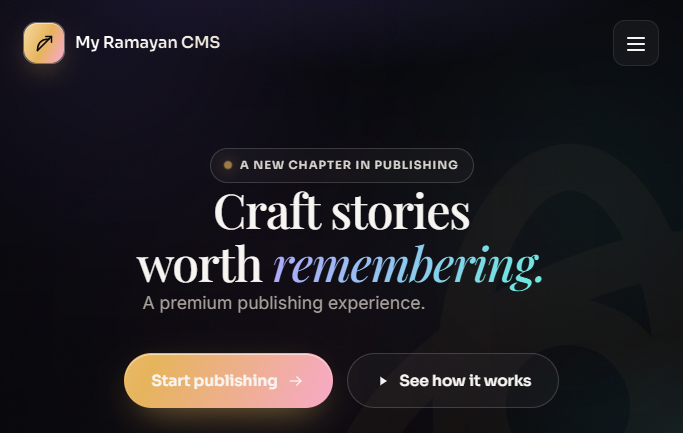 My Ramayan CMS
A NEW CHAPTER IN PUBLISHING
Craft stories
worth remembering.
A premium publishing experience.
Start publishing →
See how it works